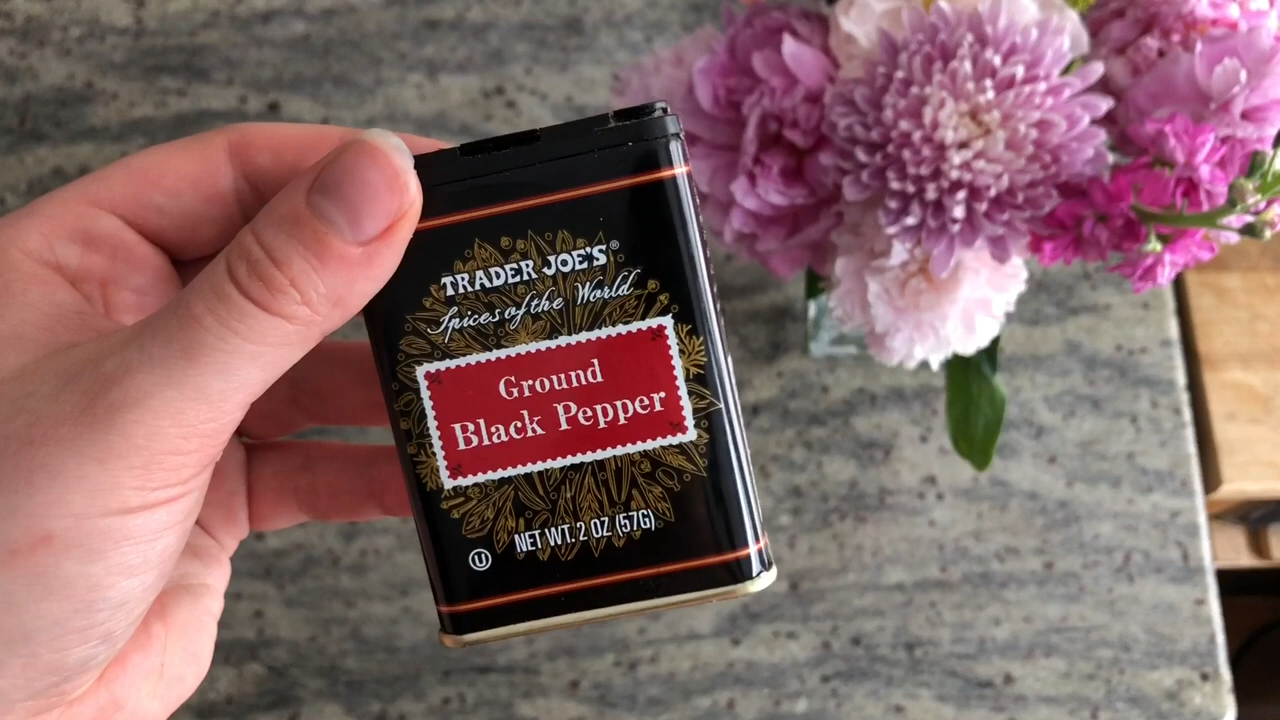 TRADER JOE'S®
Spices of the World
Ground
Black Pepper
NET WT. 2 OZ (57G)
U